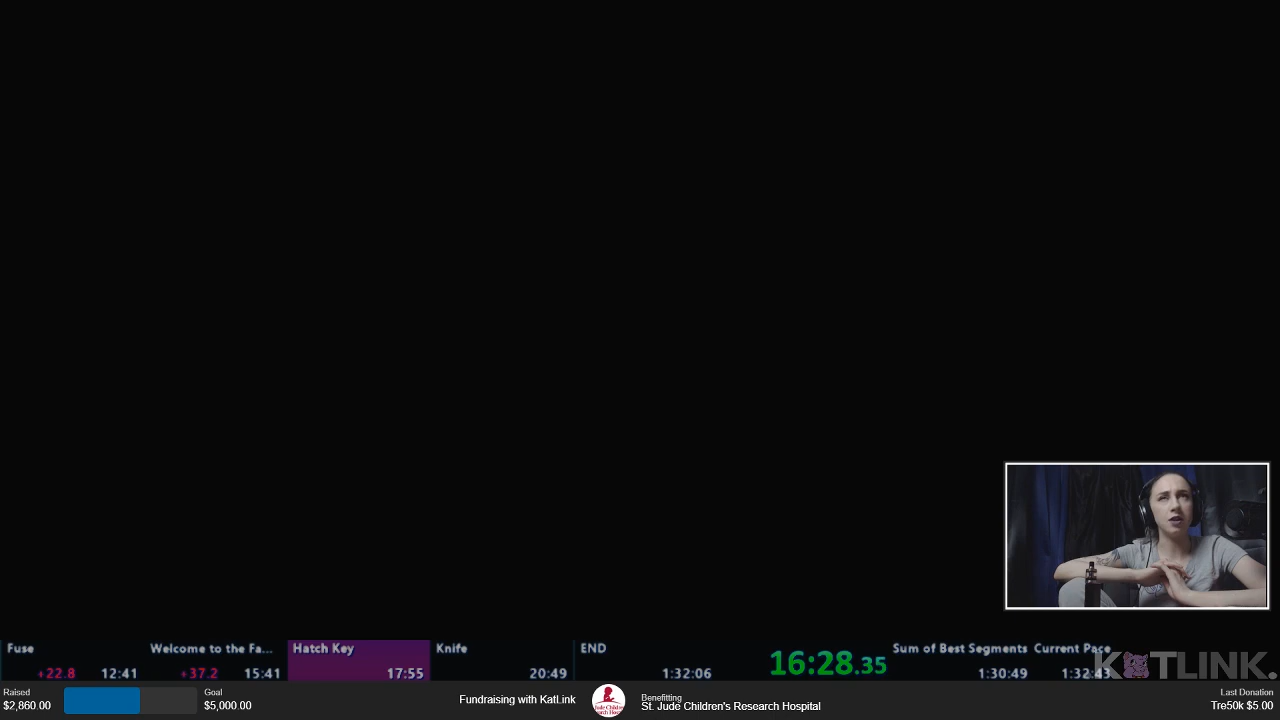 Fuse
+22.8 12:41
Welcome to the Fa...
+37.2 15:41
Hatch Key
17:55
Knife
20:49
END
1:32:06
16:28.35
Sum of Best Segments
1:30:49
Current Pace
KATLINK.
Raised
$2,860.00
Goal
$5,000.00
Fundraising with KatLink
Benefitting
St. Jude Children's Research Hospital
Last Donation
Tre50k $5.00